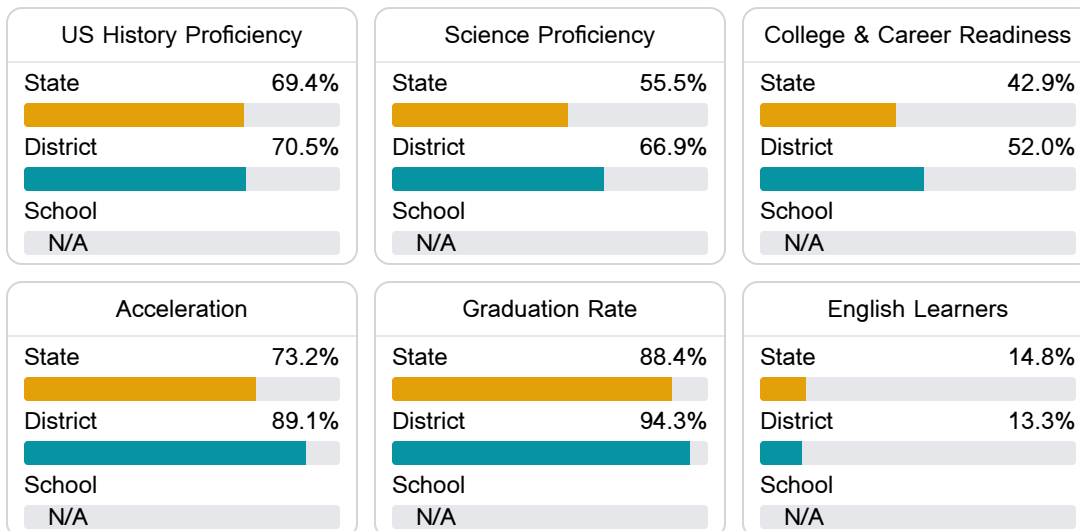 US History Proficiency
State 69.4%
District 70.5%
School
N/A
Science Proficiency
State 55.5%
District 66.9%
School
N/A
College & Career Readiness
State 42.9%
District 52.0%
School
N/A
Acceleration
State 73.2%
District 89.1%
School
N/A
Graduation Rate
State 88.4%
District 94.3%
School
N/A
English Learners
State 14.8%
District 13.3%
School
N/A